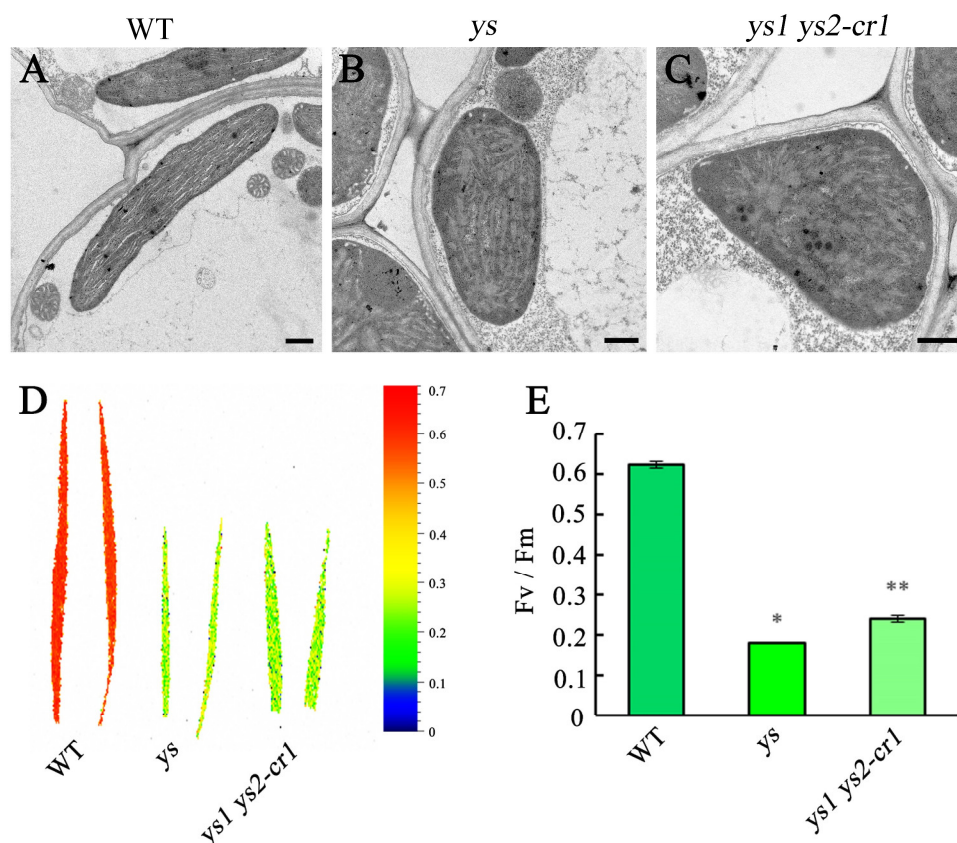 WT
ys
ys1 ys2-cr1
A
B
C
D
0.7
0.6
0.5
0.4
0.3
0.2
0.1
0
WT
ys
ys1 ys2-cr1
E
Fv / Fm
0.7
0.6
0.5
0.4
0.3
0.2
0.1
0
*
**
WT
ys
ys1 ys2-cr1